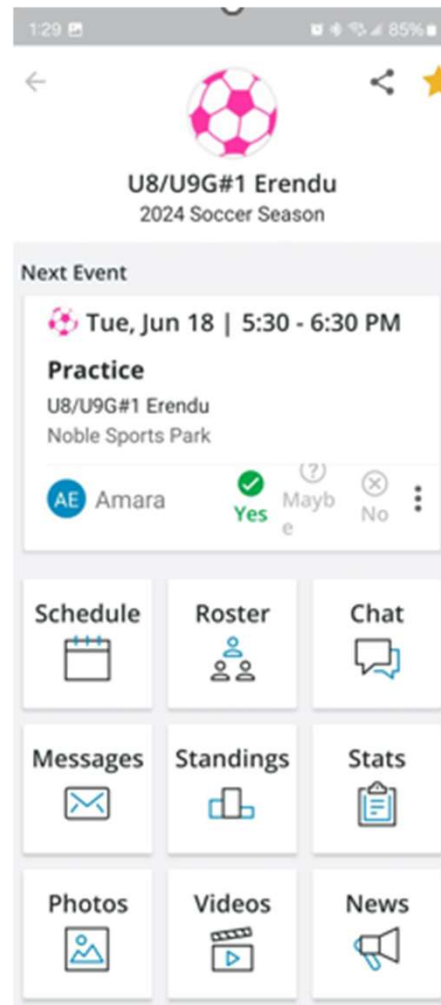 1:29
85%
U8/U9G#1 Erendu
2024 Soccer Season
Next Event
Tue, Jun 18 | 5:30 - 6:30 PM
Practice
U8/U9G#1 Erendu
Noble Sports Park
AE Amara
Yes
Mayb
e
No
Schedule
Roster
Chat
Messages
Standings
Stats
Photos
Videos
News